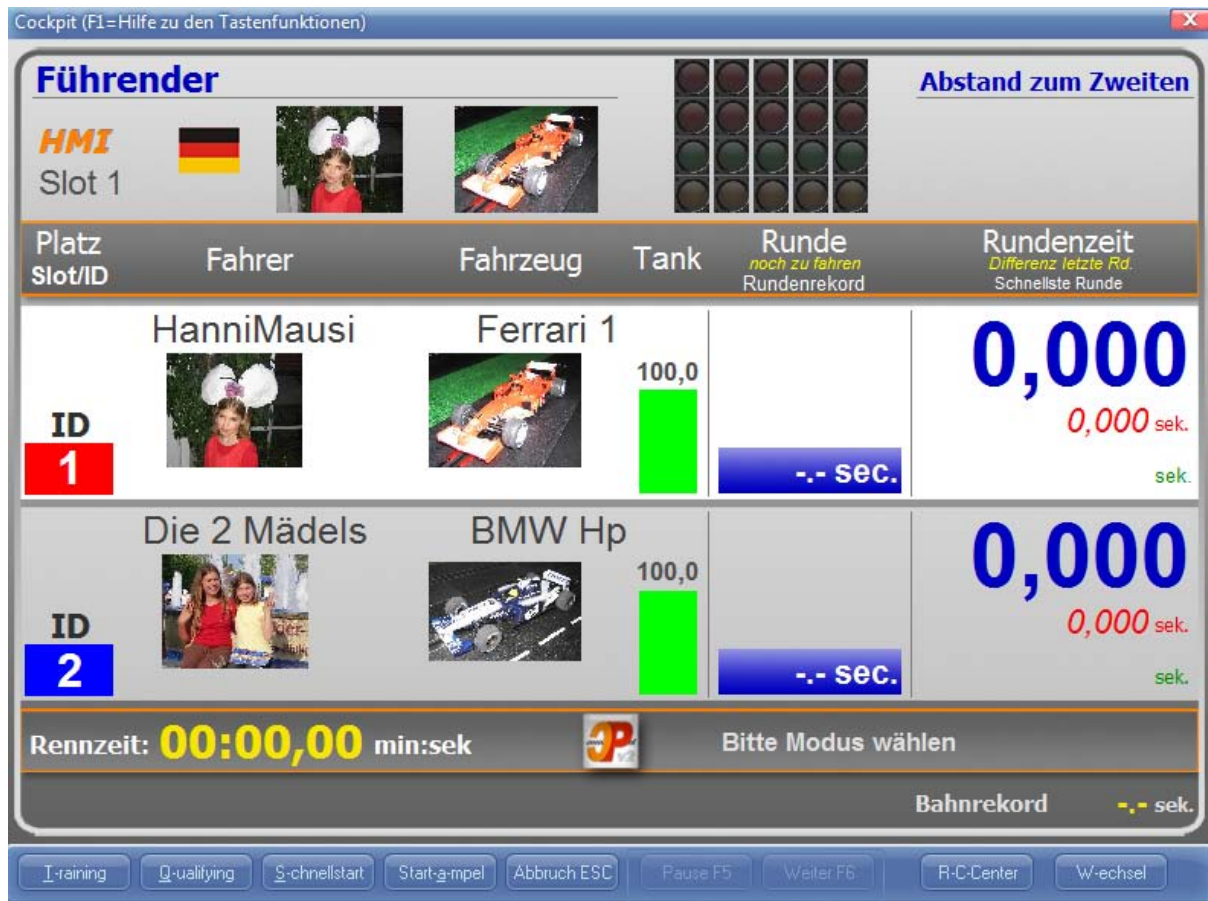 Cockpit (F1=Hilfe zu den Tastenfunktionen)
X
Führender
Abstand zum Zweiten
HMI
Slot 1
Platz
Slot/ID
Fahrer
Fahrzeug
Tank
Runde
noch zu fahren
Rundenrekord
Rundenzeit
Differenz letzte Rd.
Schnellste Runde
HanniMausi
Ferrari 1
100,0
0,000
0,000 sek.
ID
1
-.- sec.
sek.
Die 2 Mädels
BMW Hp
100,0
0,000
0,000 sek.
ID
2
-.- sec.
sek.
Rennzeit: 00:00,00 min:sek
v2
Bitte Modus wählen
Bahnrekord -.- sek.
T-raining
Q-ualifying
S-chnellstart
Start-a-mpel
Abbruch ESC
Pause F5
Weiter F6
R-C-Center
W-echsel